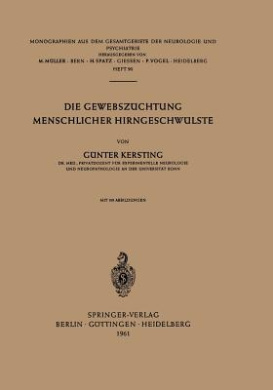 MONOGRAPHIEN AUS DEM GESAMTGEBIETE DER NEUROLOGIE UND
PSYCHIATRIE
HERAUSGEGEBEN VON
M. MÜLLER - BERN · H. SPATZ - GIESSEN · P. VOGEL - HEIDELBERG
HEFT 90
DIE GEWEBSZÜCHTUNG
MENSCHLICHER HIRNGESCHWÜLSTE
VON
GÜNTER KERSTING
DR. MED., PRIVATDOZENT FÜR EXPERIMENTELLE NEUROLOGIE
UND NEUROPATHOLOGIE AN DER UNIVERSITÄT BONN
MIT ABBILDUNGEN
SPRINGER-VERLAG
BERLIN · GÖTTINGEN · HEIDELBERG
1961